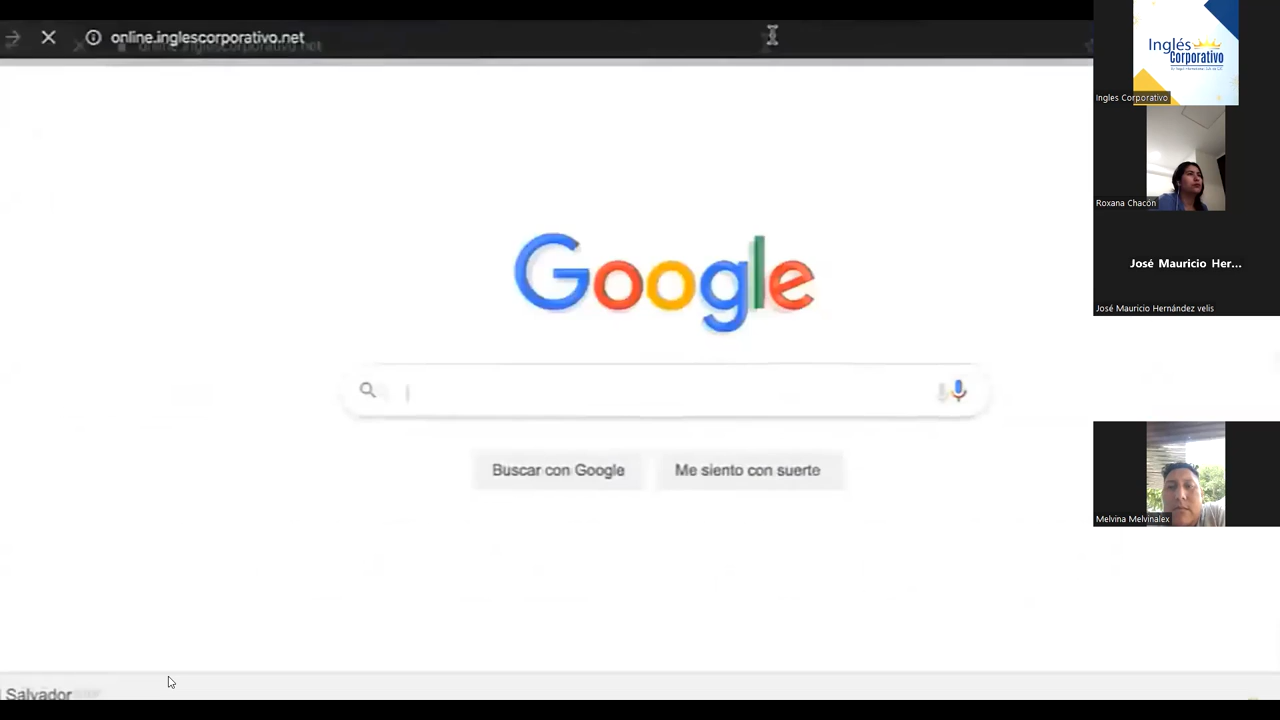 online.inglescorporativo.net
Google
Buscar con Google
Me siento con suerte
Salvador
Inglés
Corporativo
Ingles Corporativo
Roxana Chacón
José Mauricio Her...
José Mauricio Hernández velis
Melvina Melvinalex